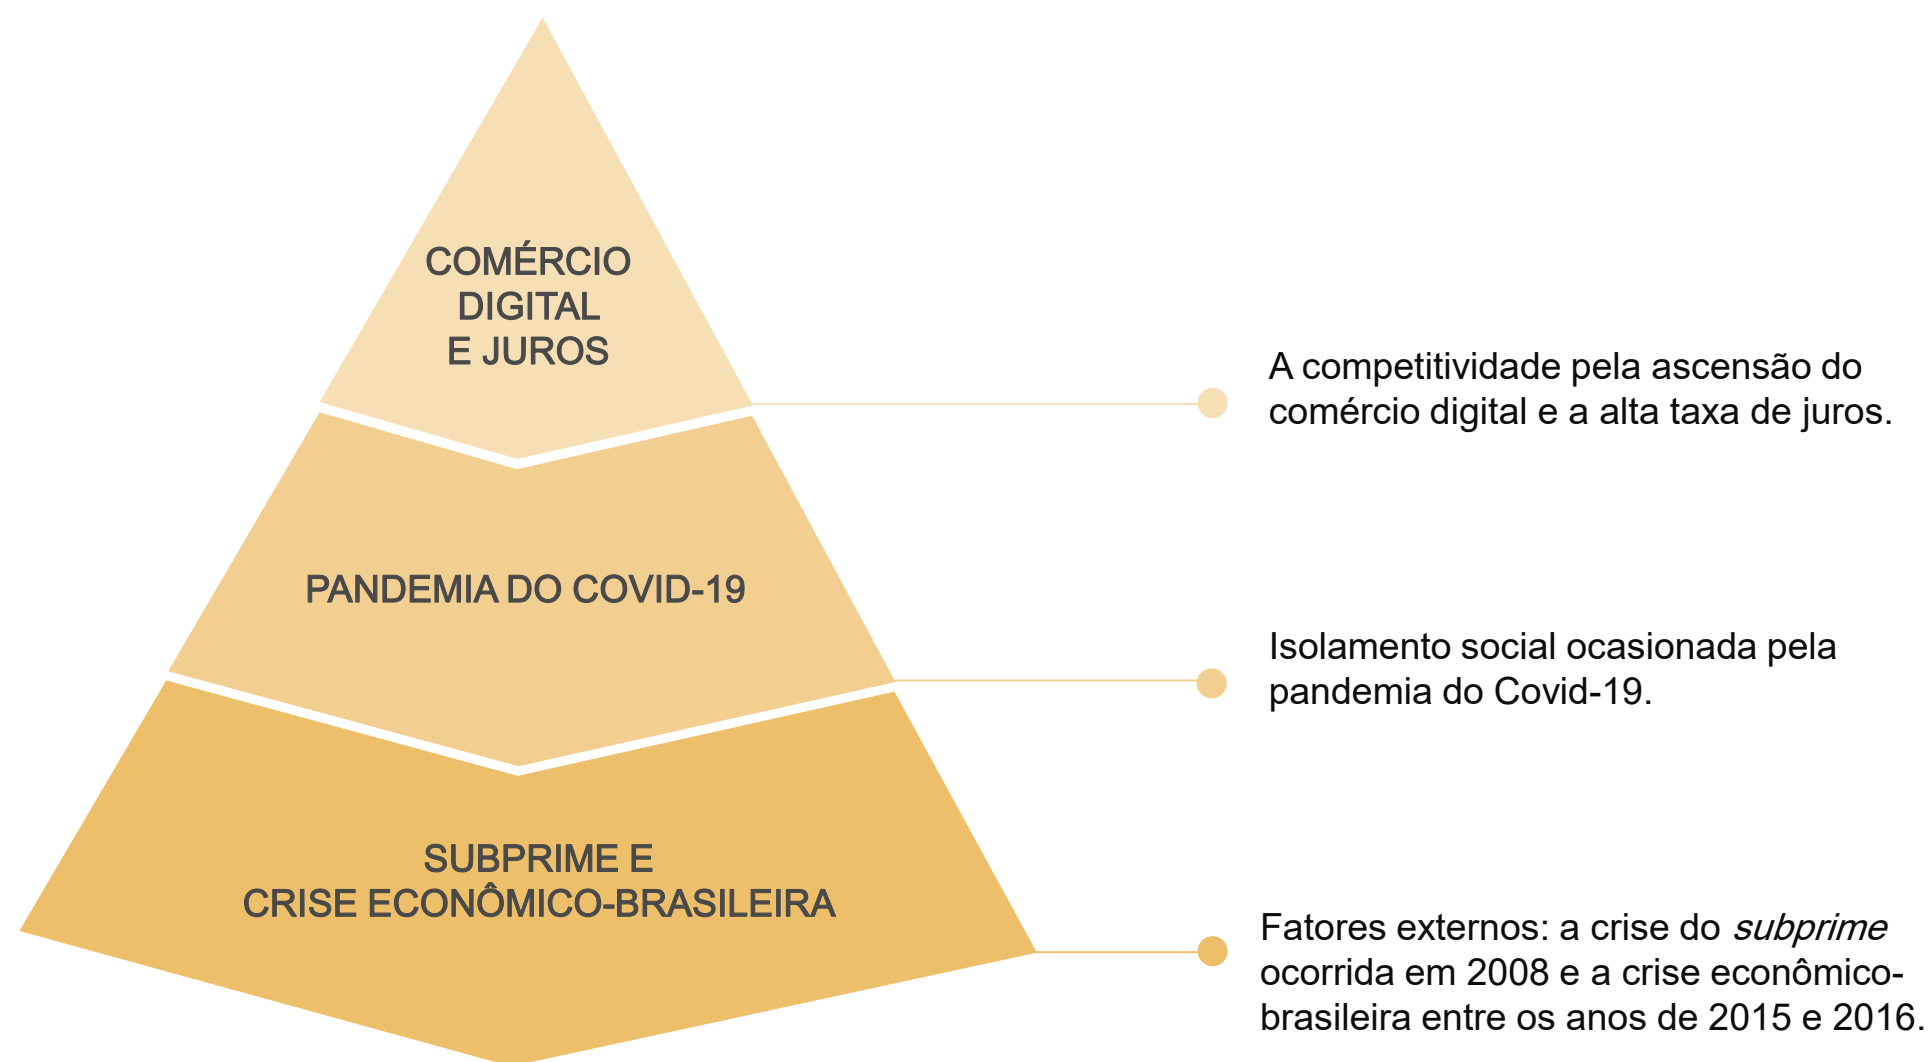 COMÉRCIO
DIGITAL
E JUROS
A competitividade pela ascensão do
comércio digital e a alta taxa de juros.
PANDEMIA DO COVID-19
Isolamento social ocasionada pela
pandemia do Covid-19.
SUBPRIME E
CRISE ECONÔMICO-BRASILEIRA
Fatores externos: a crise do subprime
ocorrida em 2008 e a crise econômico-
brasileira entre os anos de 2015 e 2016.